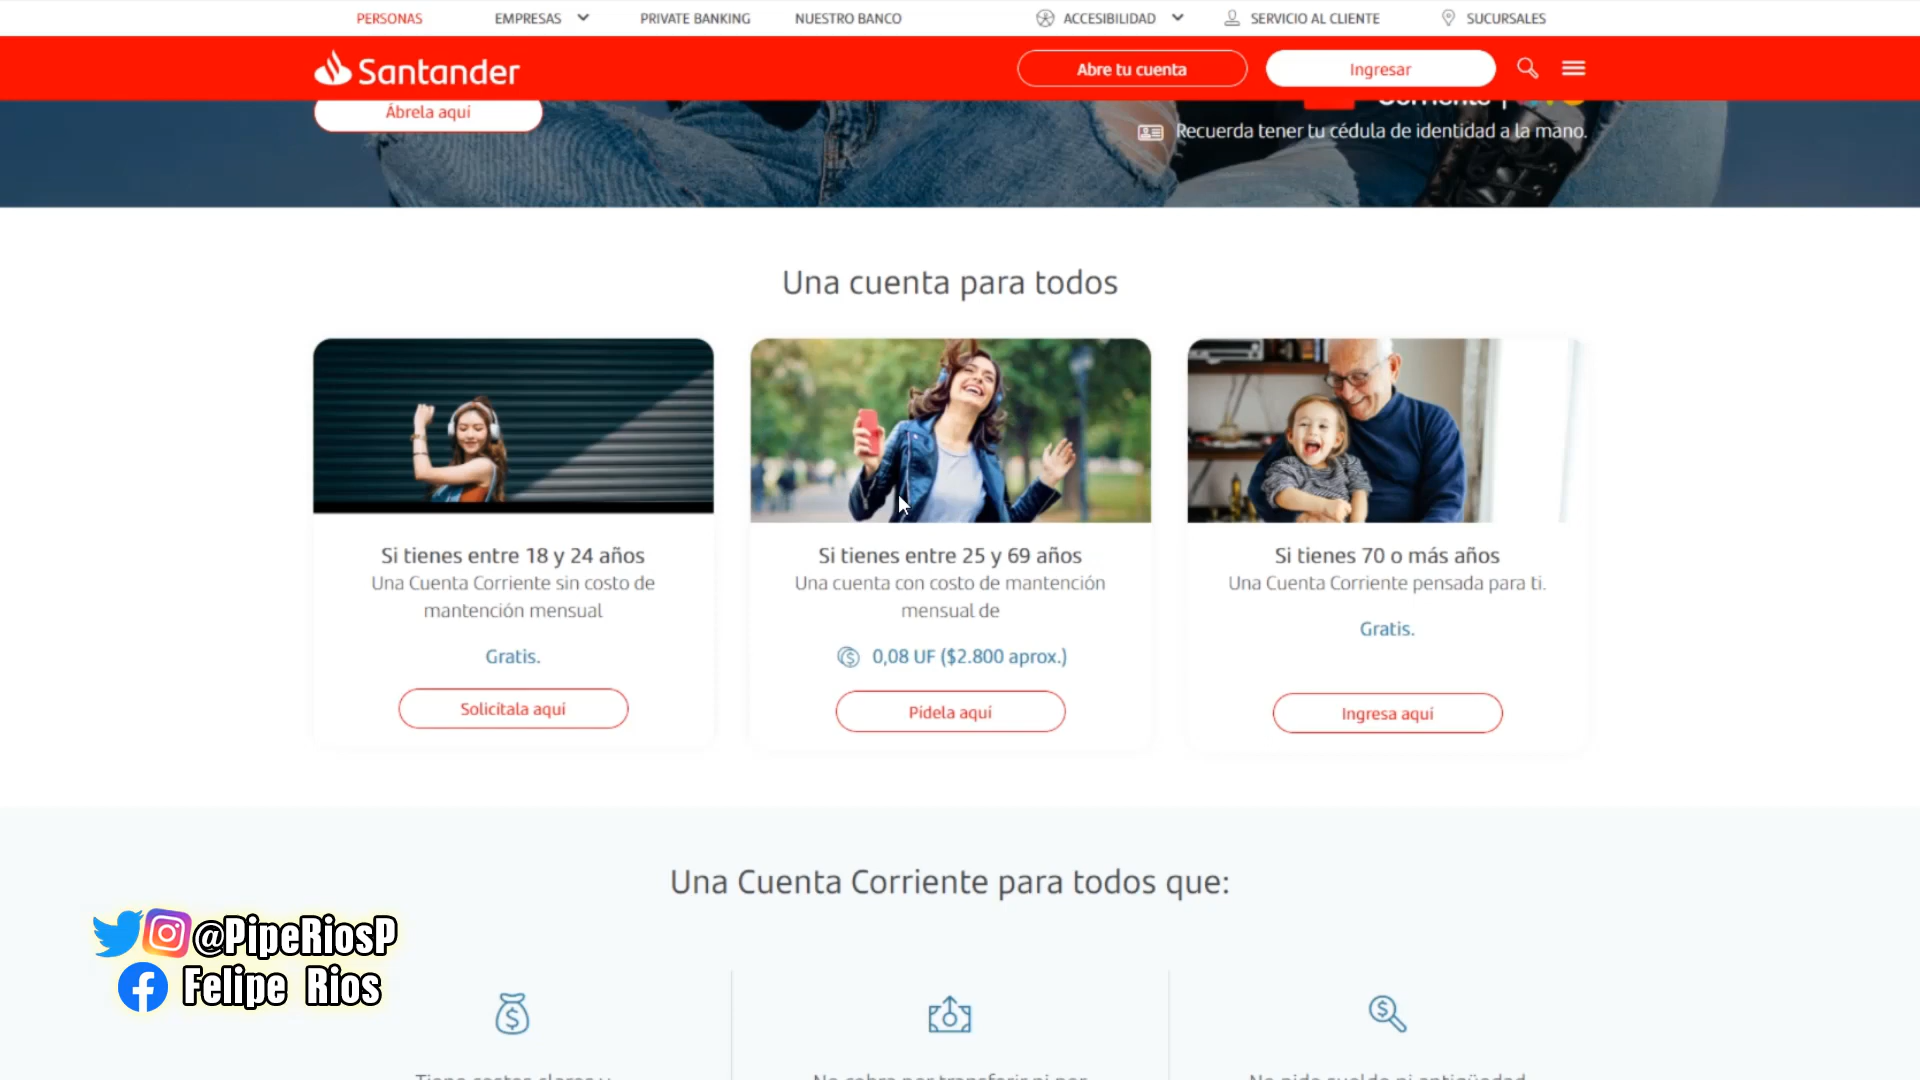 PERSONAS EMPRESAS PRIVATE BANKING NUESTRO BANCO ACCESIBILIDAD SERVICIO AL CLIENTE SUCURSALES
Santander Abre tu cuenta Ingresar
Ábrela aquí
Recuerda tener tu cédula de identidad a la mano.
Una cuenta para todos
Si tienes entre 18 y 24 años
Una Cuenta Corriente sin costo de
mantención mensual
Gratis.
Solicítala aquí
Si tienes entre 25 y 69 años
Una cuenta con costo de mantención
mensual de
0,08 UF ($2.800 aprox.)
Pídela aquí
Si tienes 70 o más años
Una Cuenta Corriente pensada para ti.
Gratis.
Ingresa aquí
Una Cuenta Corriente para todos que:
@PipeRiosP
Felipe Rios